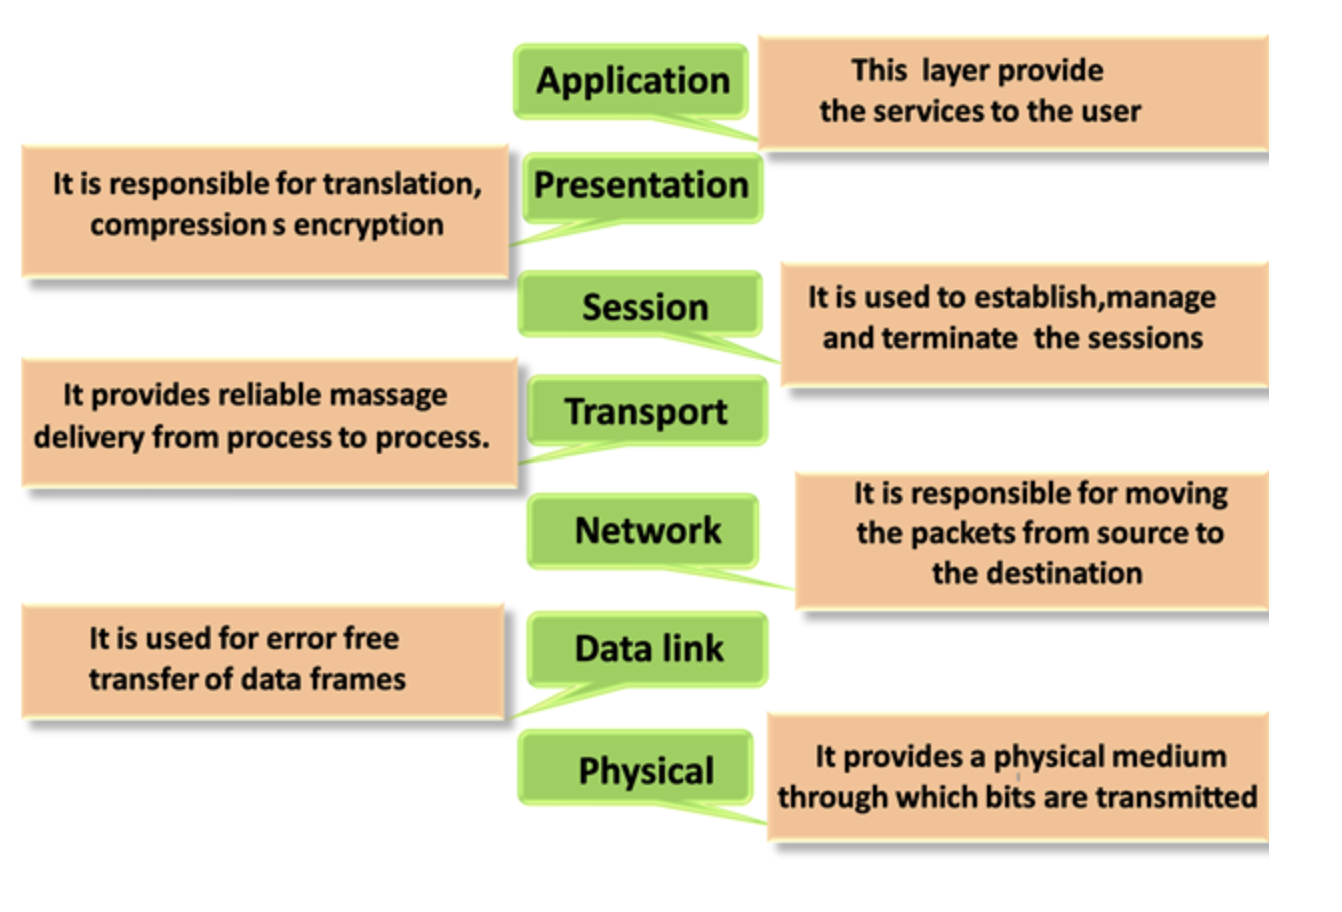 Application
This layer provide
the services to the user
Presentation
It is responsible for translation,
compression s encryption
Session
It is used to establish,manage
and terminate the sessions
Transport
It provides reliable massage
delivery from process to process.
Network
It is responsible for moving
the packets from source to
the destination
Data link
It is used for error free
transfer of data frames
Physical
It provides a physical medium
through which bits are transmitted